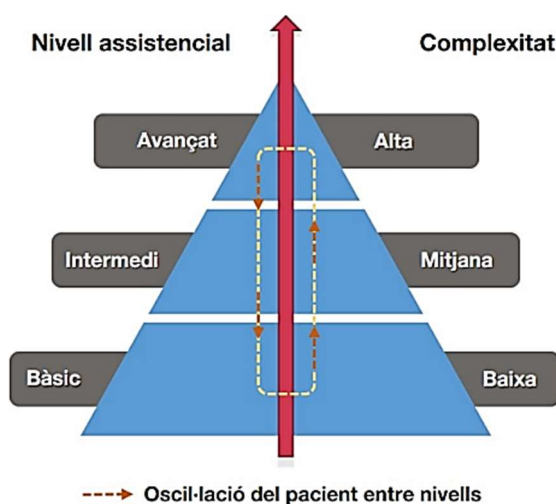 Nivell assistencial
Complexitat
Avançat
Alta
Intermedi
Mitjana
Bàsic
Baixa
Oscil·lació del pacient entre nivells